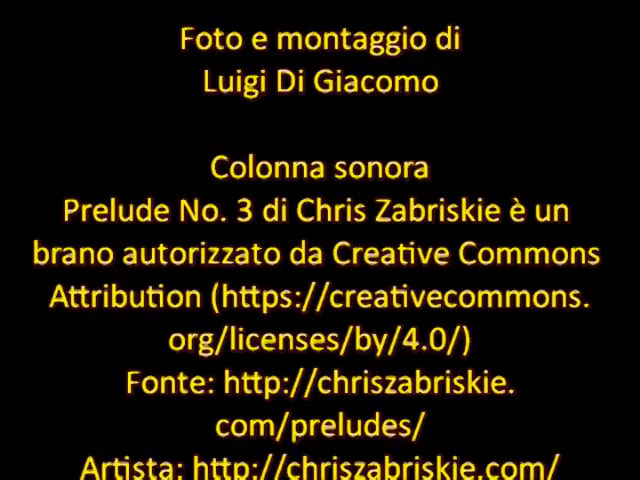 Foto e montaggio di
Luigi Di Giacomo
Colonna sonora
Prelude No. 3 di Chris Zabriskie è un
brano autorizzato da Creative Commons
Attribution (https://creativecommons.
org/licenses/by/4.0/)
Fonte: http://chriszabriskie.
com/preludes/
Artista: http://chriszabriskie.com/